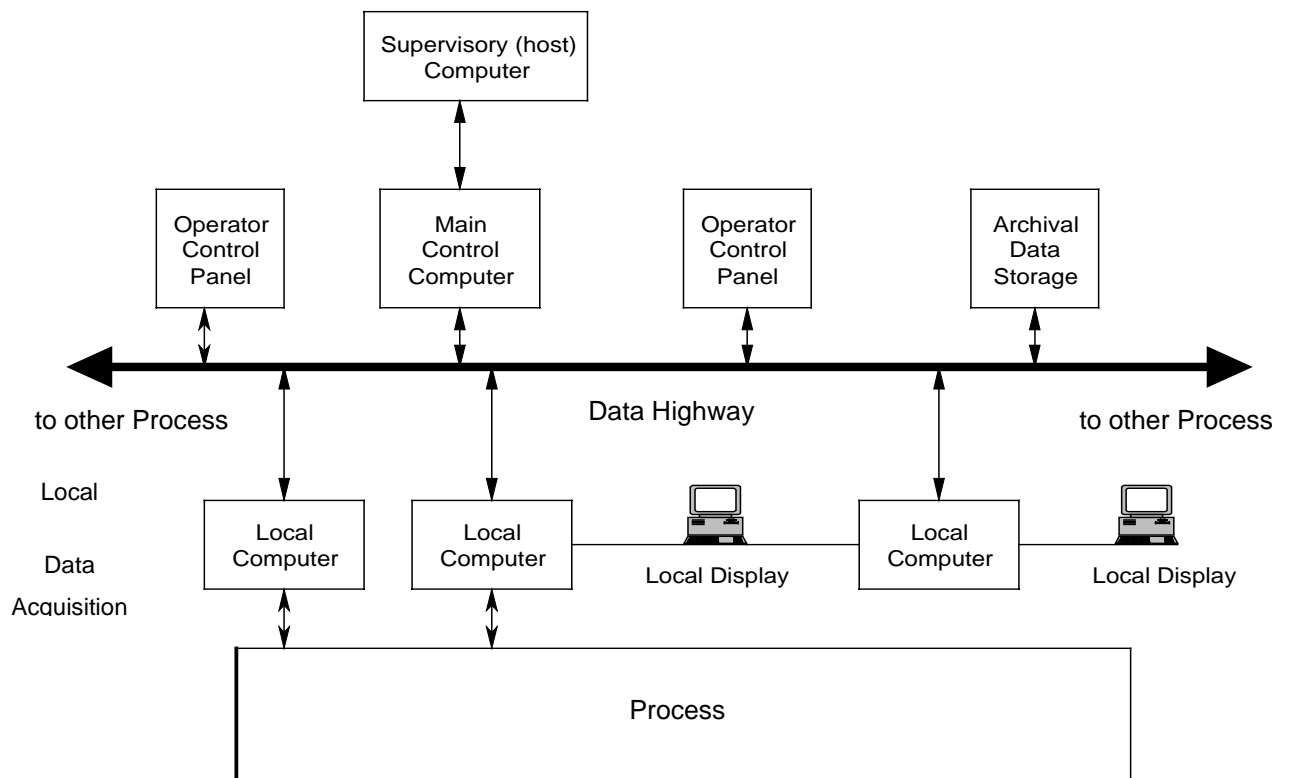 Supervisory (host)
Computer
Operator
Control
Panel
Main
Control
Computer
Operator
Control
Panel
Archival
Data
Storage
to other Process
Data Highway
to other Process
Local
Data
Acquisition
Local
Computer
Local
Computer
Local Display
Local
Computer
Local Display
Process